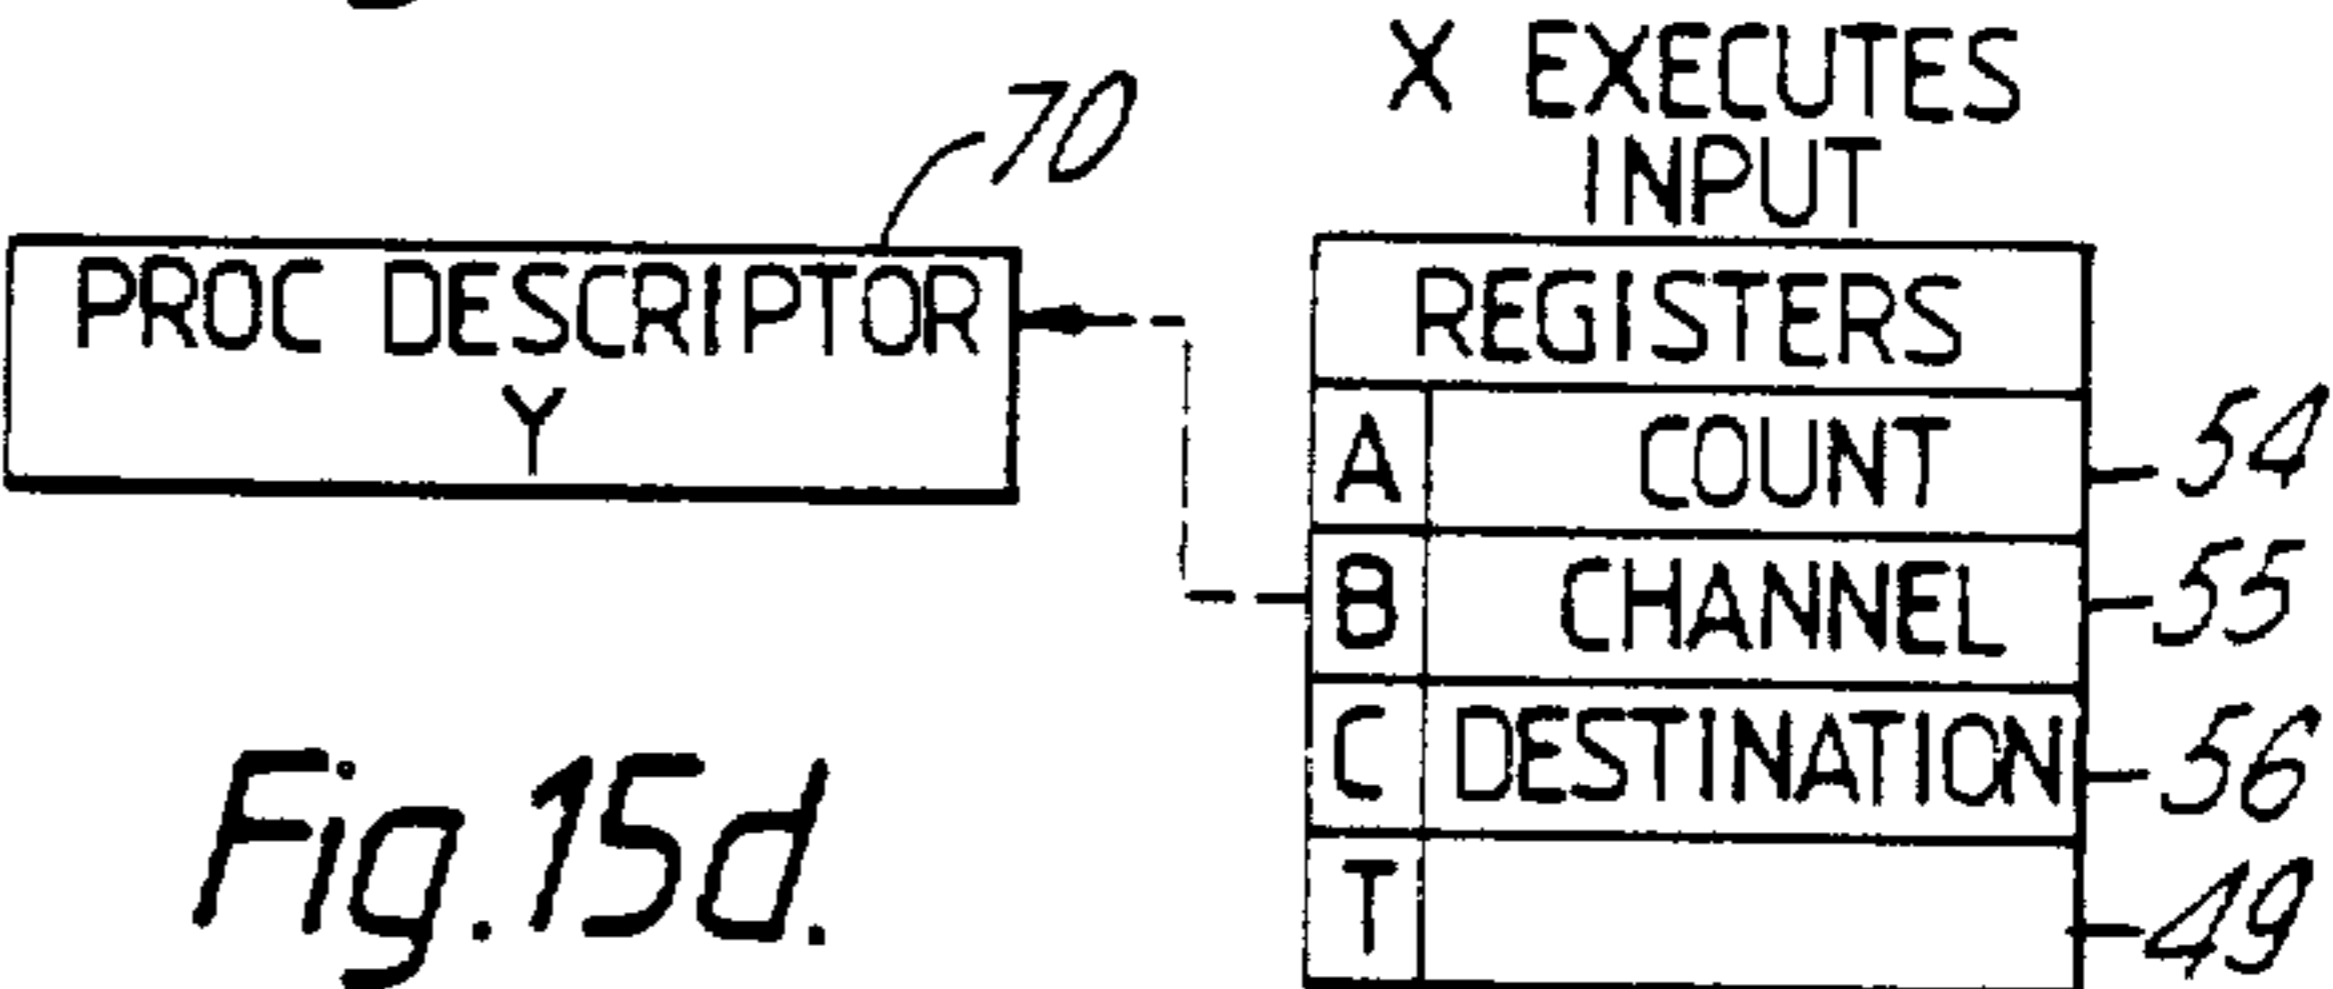 X EXECUTES
INPUT
70
PROC DESCRIPTOR
Y
REGISTERS
A COUNT 54
B CHANNEL 55
C DESTINATION 56
T 49
Fig.15d.